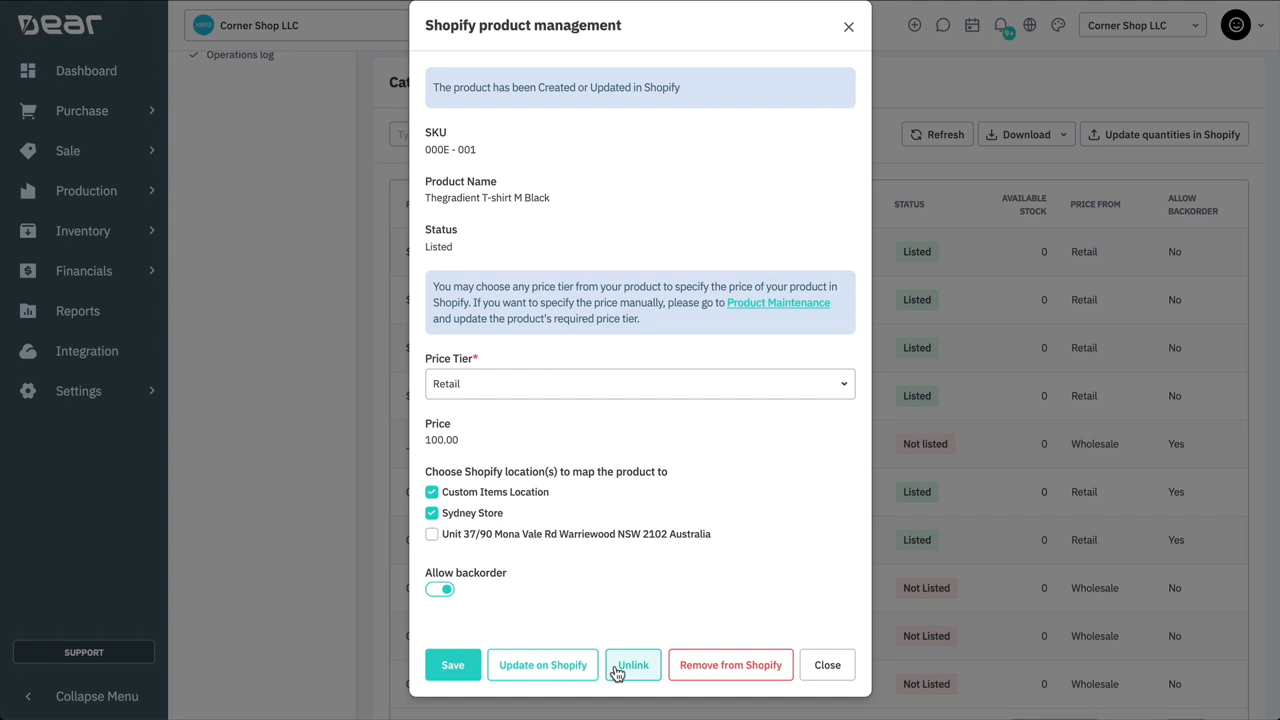 Dear
Corner Shop LLC
9+
Corner Shop LLC
Operations log
Dashboard
Purchase
Sale
Production
Inventory
Financials
Reports
Integration
Settings
SUPPORT
Collapse Menu
Cat
Ty
Refresh
Download
Update quantities in Shopify
STATUS
AVAILABLE STOCK
PRICE FROM
ALLOW BACKORDER
Listed 0 Retail No
Listed 0 Retail No
Listed 0 Retail No
Listed 0 Retail No
Not listed 0 Wholesale Yes
Listed 0 Retail Yes
Listed 0 Retail Yes
Not Listed 0 Wholesale No
Not Listed 0 Wholesale No
Not Listed 0 Wholesale No
Shopify product management
The product has been Created or Updated in Shopify
SKU
000E - 001
Product Name
Thegradient T-shirt M Black
Status
Listed
You may choose any price tier from your product to specify the price of your product in
Shopify. If you want to specify the price manually, please go to Product Maintenance
and update the product's required price tier.
Price Tier*
Retail
Price
100.00
Choose Shopify location(s) to map the product to
Custom Items Location
Sydney Store
Unit 37/90 Mona Vale Rd Warriewood NSW 2102 Australia
Allow backorder
Save
Update on Shopify
Unlink
Remove from Shopify
Close